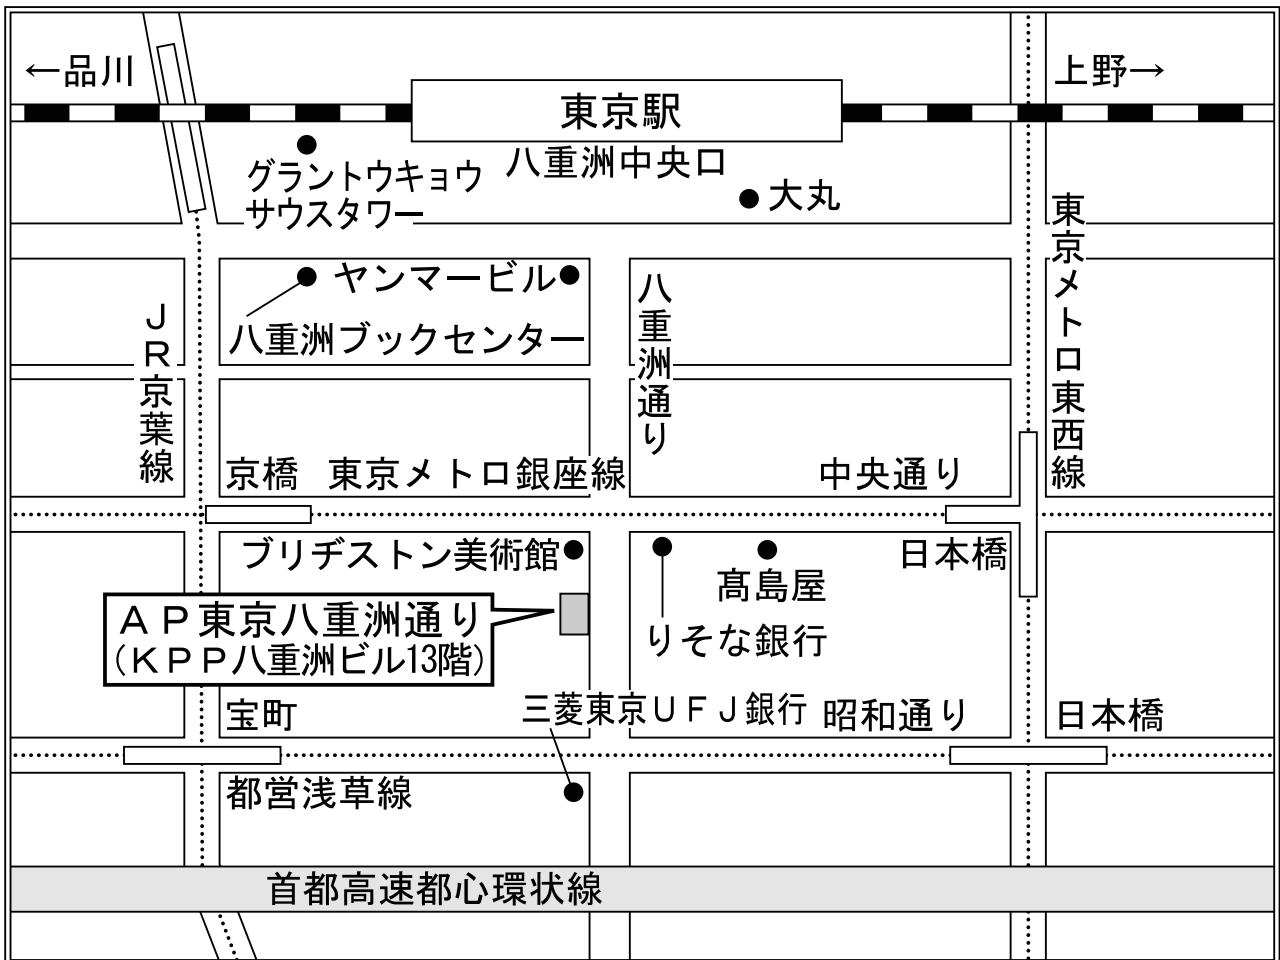 ←品川
上野→
東京駅
八重洲中央口
グラントウキョウ
サウスタワー
大丸
東京メトロ東西線
ヤンマービル
八重洲ブックセンター
八重洲通り
JR京葉線
京橋
東京メトロ銀座線
中央通り
ブリヂストン美術館
日本橋
髙島屋
りそな銀行
AP東京八重洲通り
(KPP八重洲ビル13階)
宝町
三菱東京UFJ銀行
昭和通り
日本橋
都営浅草線
首都高速都心環状線